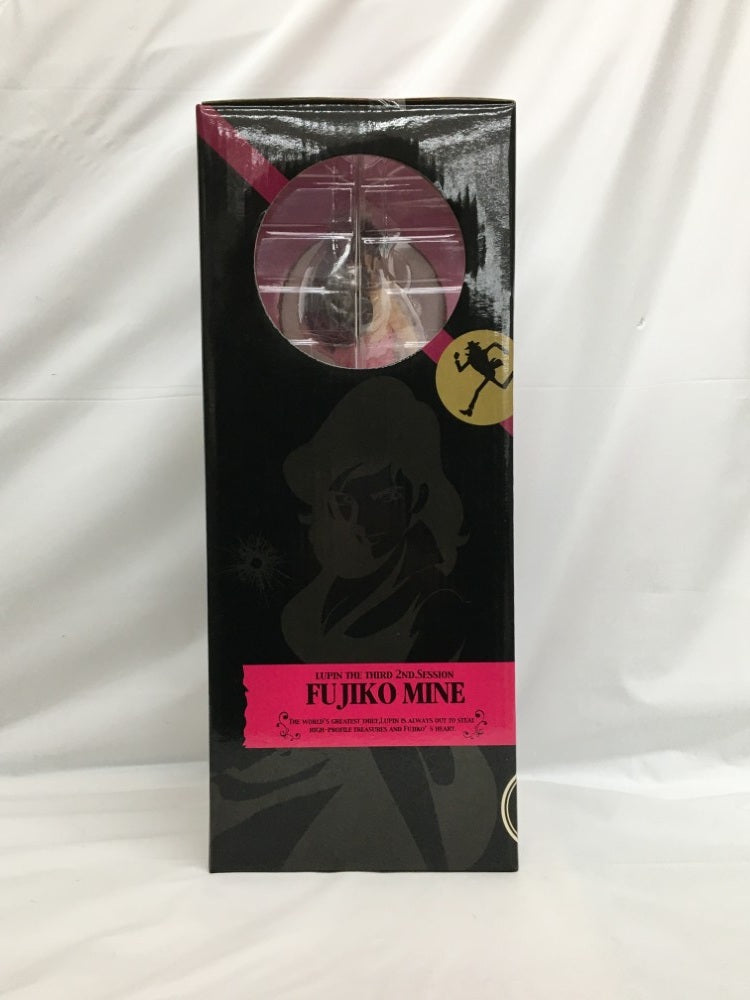 LUPIN THE THIRD 2ND.SESSION
FUJIKO MINE
THE WORLD'S GREATEST THIEF,LUPIN IS ALWAYS OUT TO STEAL
HIGH-PROFILE TREASURES AND FUJIKO'S HEART.